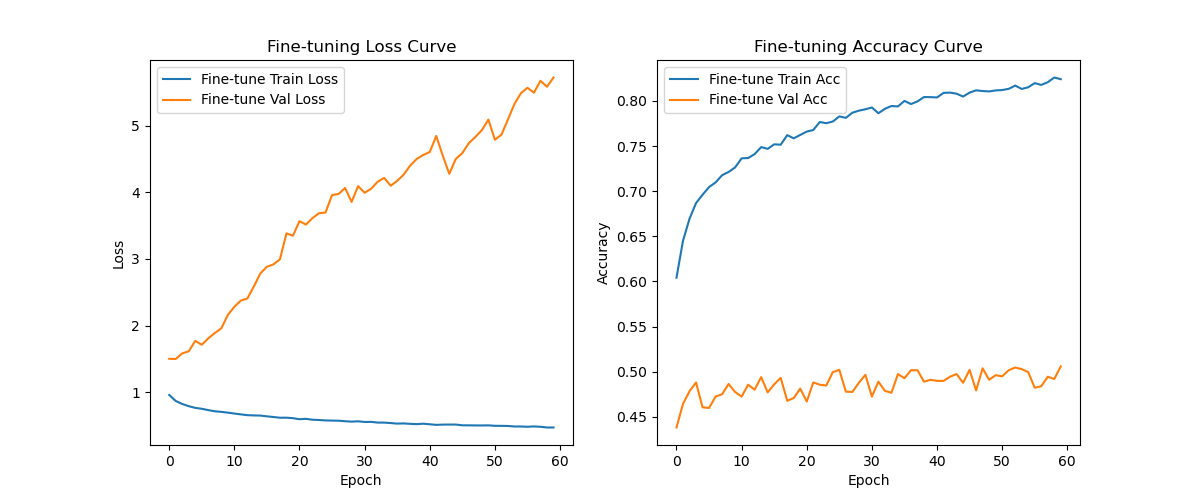 Fine-tuning Loss Curve
Fine-tune Train Loss
Fine-tune Val Loss
5
4
3
2
1
Loss
0 10 20 30 40 50 60
Epoch
Fine-tuning Accuracy Curve
Fine-tune Train Acc
Fine-tune Val Acc
0.80
0.75
0.70
0.65
0.60
0.55
0.50
0.45
Accuracy
0 10 20 30 40 50 60
Epoch